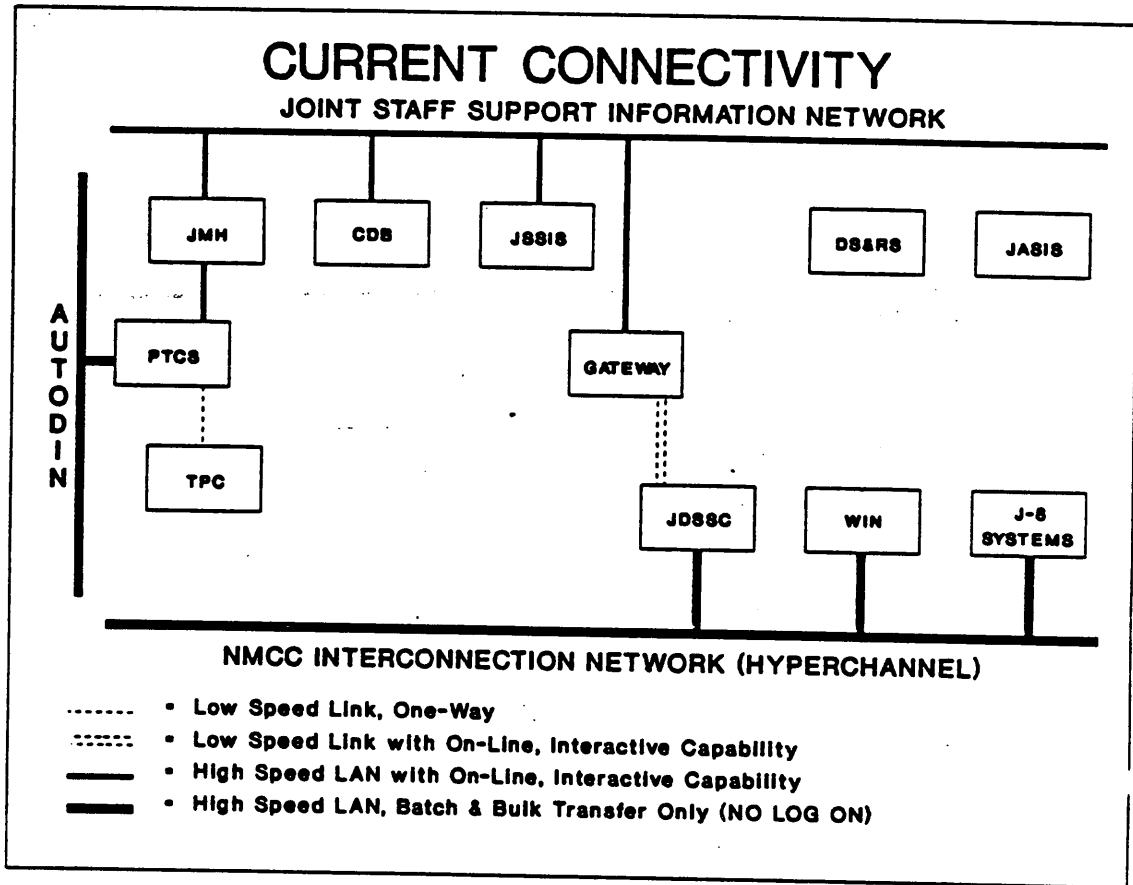 CURRENT CONNECTIVITY
JOINT STAFF SUPPORT INFORMATION NETWORK
JMH
CDB
JSSIS
DS&RS
JASIS
AUTODIN
PTCS
GATEWAY
TPC
JDSSC
WIN
J-8
SYSTEMS
NMCC INTERCONNECTION NETWORK (HYPERCHANNEL)
------ = Low Speed Link, One-Way
====== = Low Speed Link with On-Line, Interactive Capability
= High Speed LAN with On-Line, Interactive Capability
= High Speed LAN, Batch & Bulk Transfer Only (NO LOG ON)